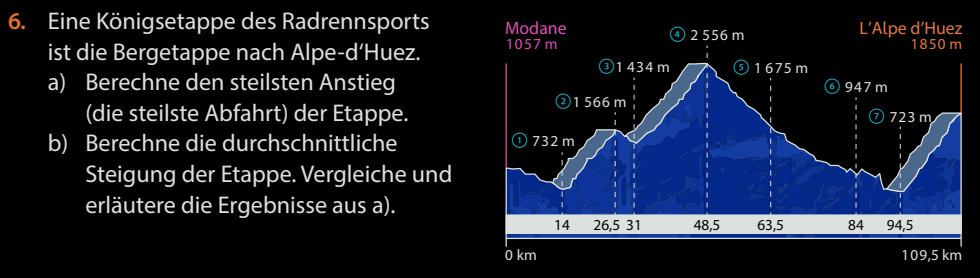 6. Eine Königsetappe des Radrennsports
ist die Bergetappe nach Alpe-d‘Huez.
a) Berechne den steilsten Anstieg
(die steilste Abfahrt) der Etappe.
b) Berechne die durchschnittliche
Steigung der Etappe. Vergleiche und
erläutere die Ergebnisse aus a).
Modane
1057 m
① 732 m
② 1 566 m
③ 1 434 m
④ 2 556 m
⑤ 1 675 m
⑥ 947 m
⑦ 723 m
L’Alpe d’Huez
1850 m
14 26,5 31 48,5 63,5 84 94,5
0 km 109,5 km